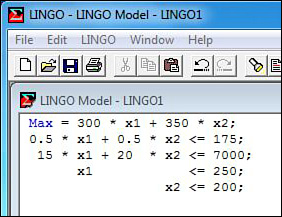 LINGO - LINGO Model - LINGO1
File Edit LINGO Window Help
LINGO Model - LINGO1
Max = 300 * x1 + 350 * x2;
0.5 * x1 + 0.5 * x2 <= 175;
15 * x1 + 20 * x2 <= 7000;
x1 <= 250;
x2 <= 200;